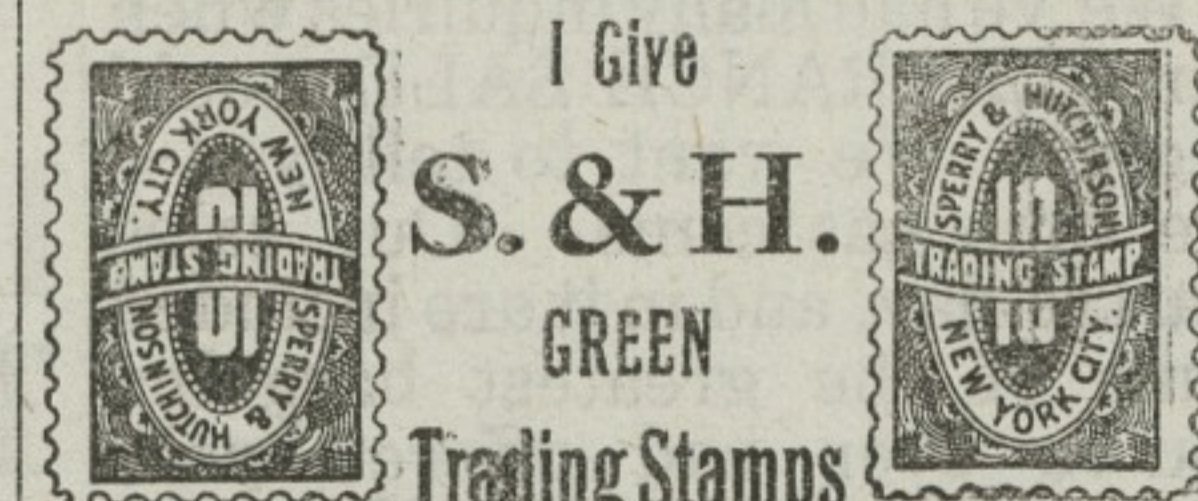 I Give
S. & H.
GREEN
Trading Stamps
NEW YORK CITY.
10
TRADING STAMP
SPERRY & HUTCHINSON
SPERRY & HUTCHINSON
10
TRADING STAMP
NEW YORK CITY.